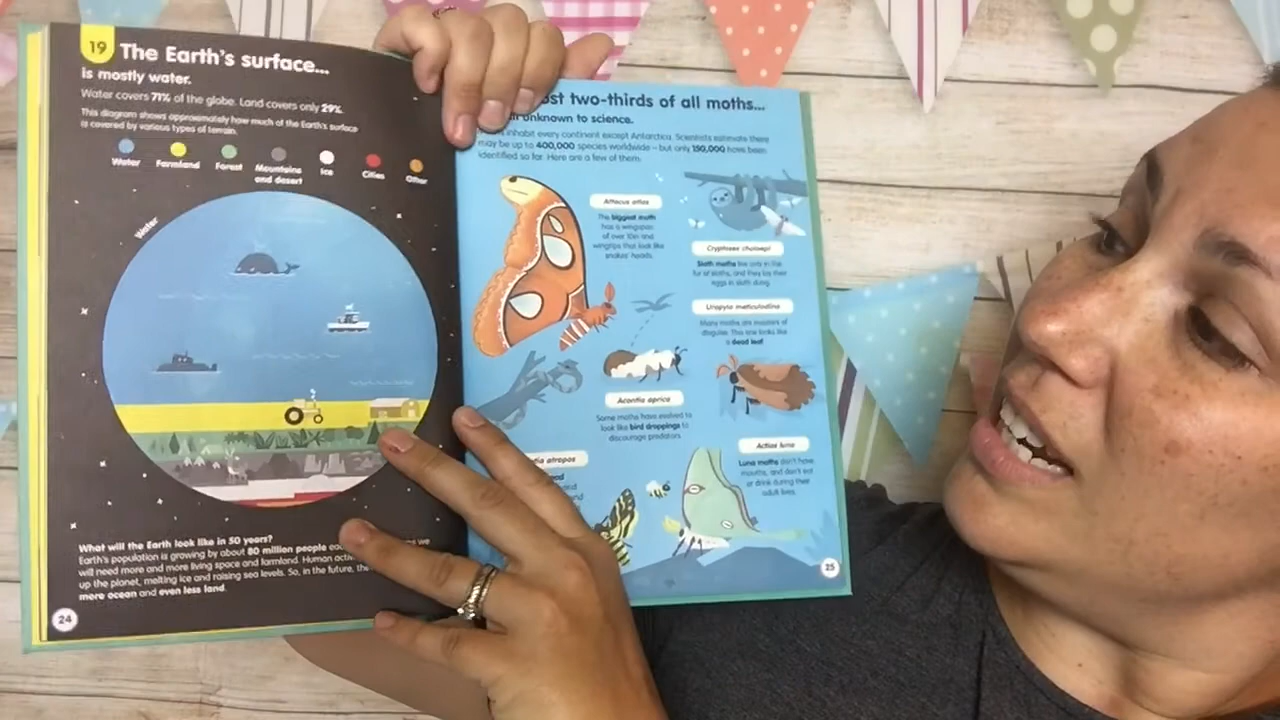 19
The Earth's surface...
is mostly water.
Water covers 71% of the globe. Land covers only 29%.
This diagram shows approximately how much of the Earth's surface
is covered by various types of terrain.
Water
Farmland
Forest
Mountains
and desert
Ice
Cities
Other
Water
What will the Earth look like in 50 years?
Earth's population is growing by about 80 million people
will need more and more living space and farmland. Human
up the planet, melting ice and raising sea levels. So, in the future,
more ocean and even less land.
24
two-thirds of all moths...
unknown to science.
inhabit every continent except Antarctica. Scientists estimate there
may be up to 400,000 species worldwide – but only 150,000 have been
identified so far. Here are a few of them.
Attacus atlas
The biggest moth
has a wingspan
of over 10in and
wingtips that look like
snakes' heads.
Cryptoses choloepi
Sloth moths live only in the
fur of sloths, and they lay their
eggs in sloth dung.
Uropyia meticulodina
Many moths are masters of
disguise. This one looks like
a dead leaf.
Acontia aprica
Some moths have evolved to
look like bird droppings to
discourage predators.
atropos
Actias luna
Luna moths don't have
mouths, and don't eat
or drink during their
adult lives.
25